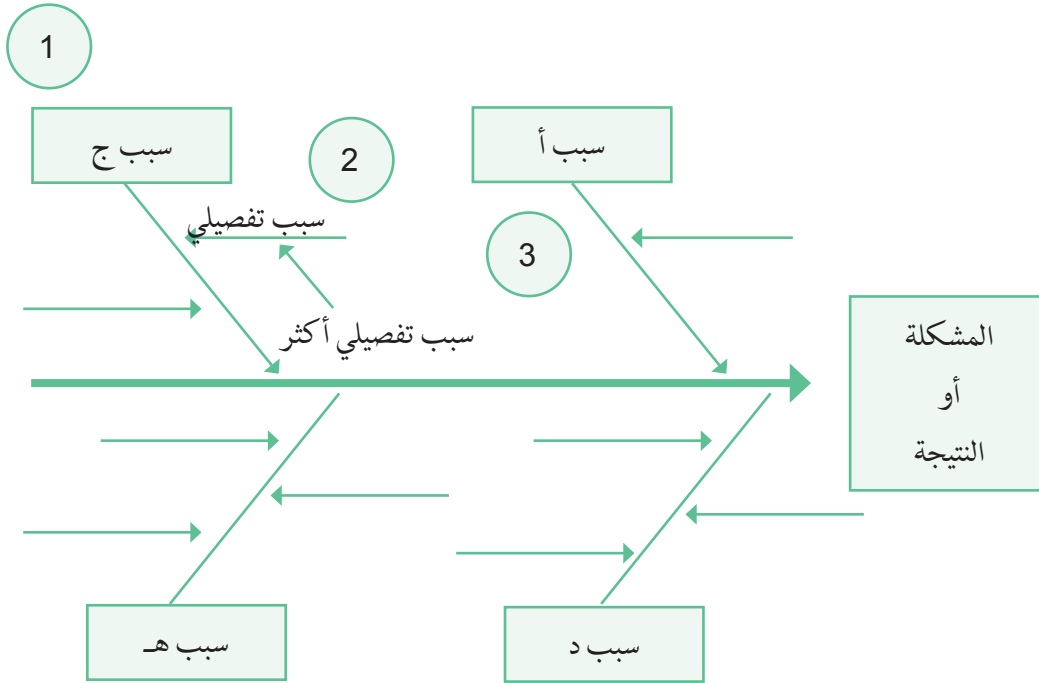 1
سبب أ
سبب ج
2
سبب تفصيلي
3
سبب تفصيلي أكثر
المشكلة
أو
النتيجة
سبب د
سبب هـ